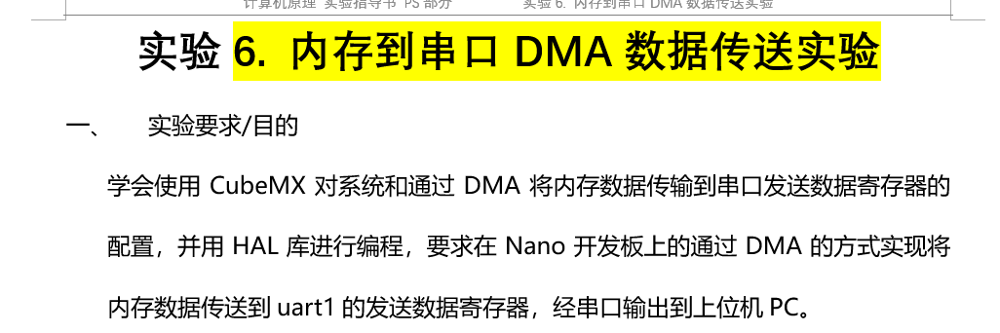 计算机原理 实验指导书 PS 部分 实验 6. 内存到串口 DMA 数据传送实验
实验 6. 内存到串口 DMA 数据传送实验
一、 实验要求/目的
学会使用 CubeMX 对系统和通过 DMA 将内存数据传输到串口发送数据寄存器的
配置，并用 HAL 库进行编程，要求在 Nano 开发板上的通过 DMA 的方式实现将
内存数据传送到 uart1 的发送数据寄存器，经串口输出到上位机 PC。